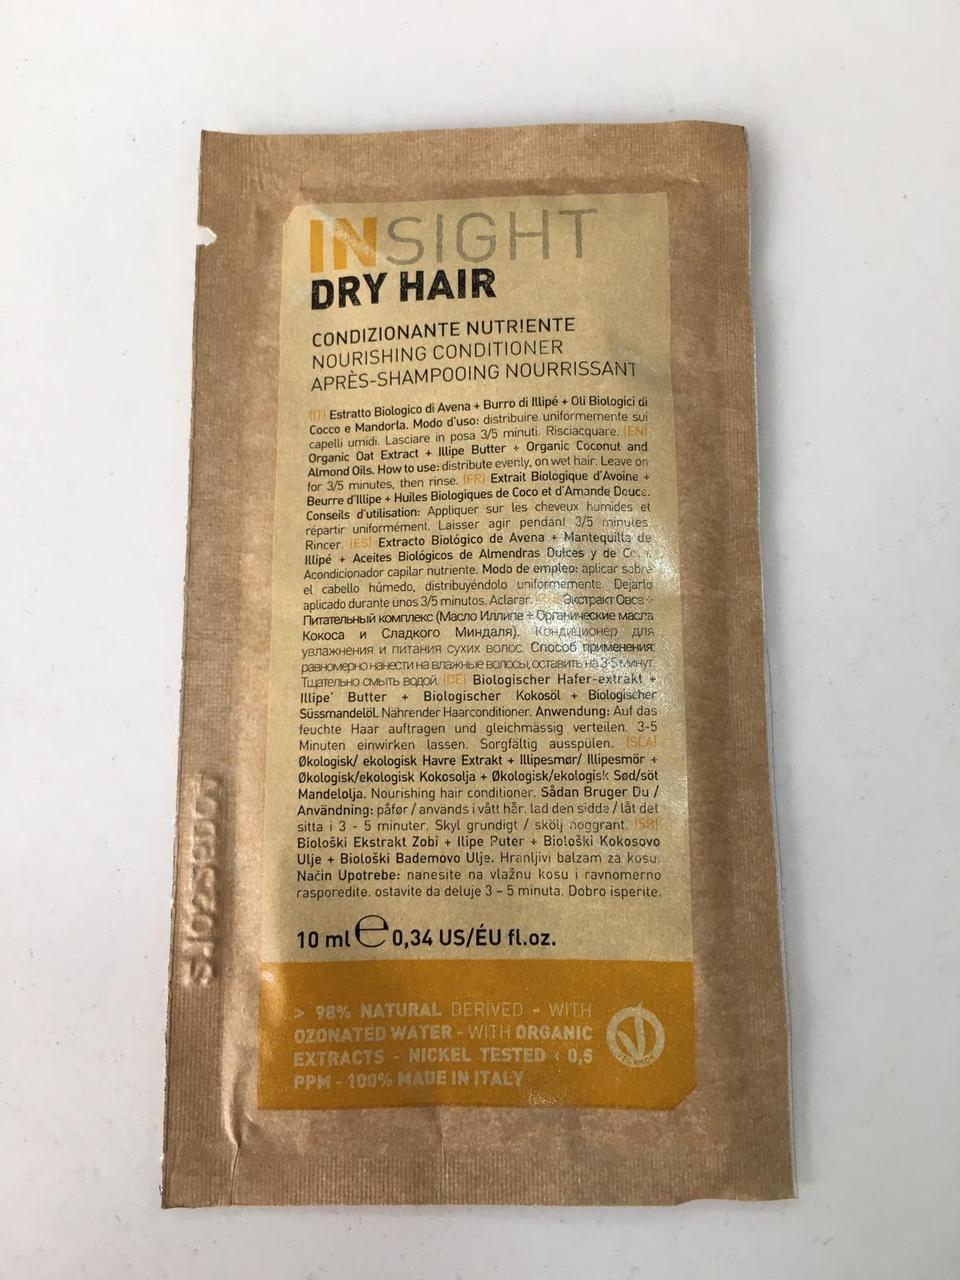 INSIGHT
DRY HAIR
CONDIZIONANTE NUTRIENTE
NOURISHING CONDITIONER
APRÈS-SHAMPOOING NOURRISSANT
(IT) Estratto Biologico di Avena + Burro di Illipé + Oli Biologici di
Cocco e Mandorla. Modo d'uso: distribuire uniformemente sui
capelli umidi. Lasciare in posa 3/5 minuti. Risciacquare. (EN)
Organic Oat Extract + Illipe Butter + Organic Coconut and
Almond Oils. How to use: distribute evenly, on wet hair. Leave on
for 3/5 minutes, then rinse. (FR) Extrait Biologique d'Avoine +
Beurre d'Illipe + Huiles Biologiques de Coco et d'Amande Douce.
Conseils d'utilisation: Appliquer sur les cheveux humides et
répartir uniformément. Laisser agir pendant 3/5 minutes.
Rincer. (ES) Extracto Biológico de Avena + Mantequilla de
Illipé + Aceites Biológicos de Almendras Dulces y de
Acondicionador capilar nutriente. Modo de empleo: aplicar sobre
el cabello húmedo, distribuyéndolo uniformemente. Dejarlo
aplicado durante unos 3/5 minutos. Aclarar. Экстракт Овса +
Питательный комплекс (Масло Иллипе + Органические масла
Кокоса и Сладкого Миндаля). Кондиционер для
увлажнения и питания сухих волос. Способ применения:
равномерно нанести на влажные волосы, оставить на 3-5 минут.
Тщательно смыть водой. (DE) Biologischer Hafer-extrakt +
Illipe' Butter + Biologischer Kokosöl + Biologischer
Süssmandelöl. Nährender Haarconditioner. Anwendung: Auf das
feuchte Haar auftragen und gleichmässig verteilen. 3-5
Minuten einwirken lassen. Sorgfältig ausspülen. (SCA)
Økologisk/ ekologisk Havre Extrakt + Illipesmør/ Illipesmör +
Økologisk/ekologisk Kokosolja + Økologisk/ekologisk Sød/söt
Mandelolja. Nourishing hair conditioner. Sådan Bruger Du /
Användning: påfør / används i vått hår. lad den sidda / låt det
sitta i 3 - 5 minuter. Skyl grundigt / skölj noggrant. (SR)
Biološki Ekstrakt Zobi + Ilipe Puter + Biološki Kokosovo
Ulje + Biološki Bademovo Ulje. Hranljivi balzam za kosu.
Način Upotrebe: nanesite na vlažnu kosu i ravnomerno
rasporedite. ostavite da deluje 3 – 5 minuta. Dobro isperite.
10 ml e 0,34 US/ÉU fl.oz.
> 98% NATURAL DERIVED - WITH
OZONATED WATER - WITH ORGANIC
EXTRACTS - NICKEL TESTED < 0,5
PPM - 100% MADE IN ITALY